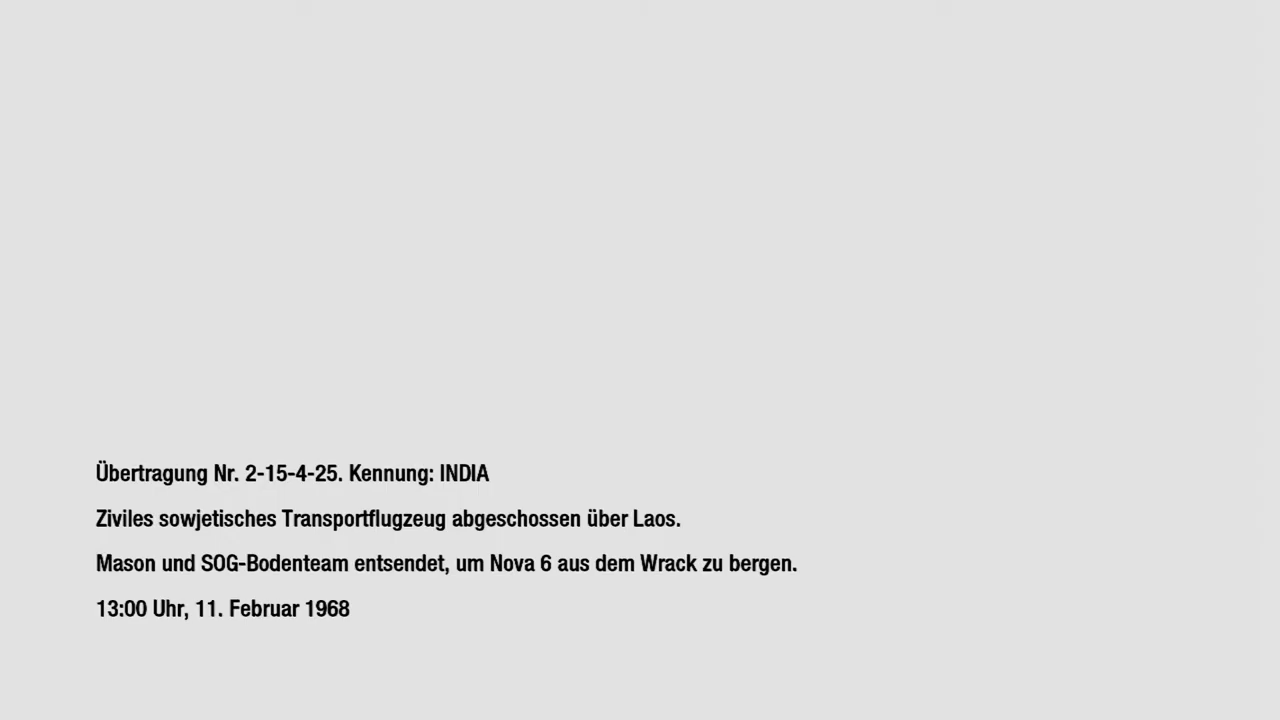 Übertragung Nr. 2-15-4-25. Kennung: INDIA
Ziviles sowjetisches Transportflugzeug abgeschossen über Laos.
Mason und SOG-Bodenteam entsendet, um Nova 6 aus dem Wrack zu bergen.
13:00 Uhr, 11. Februar 1968